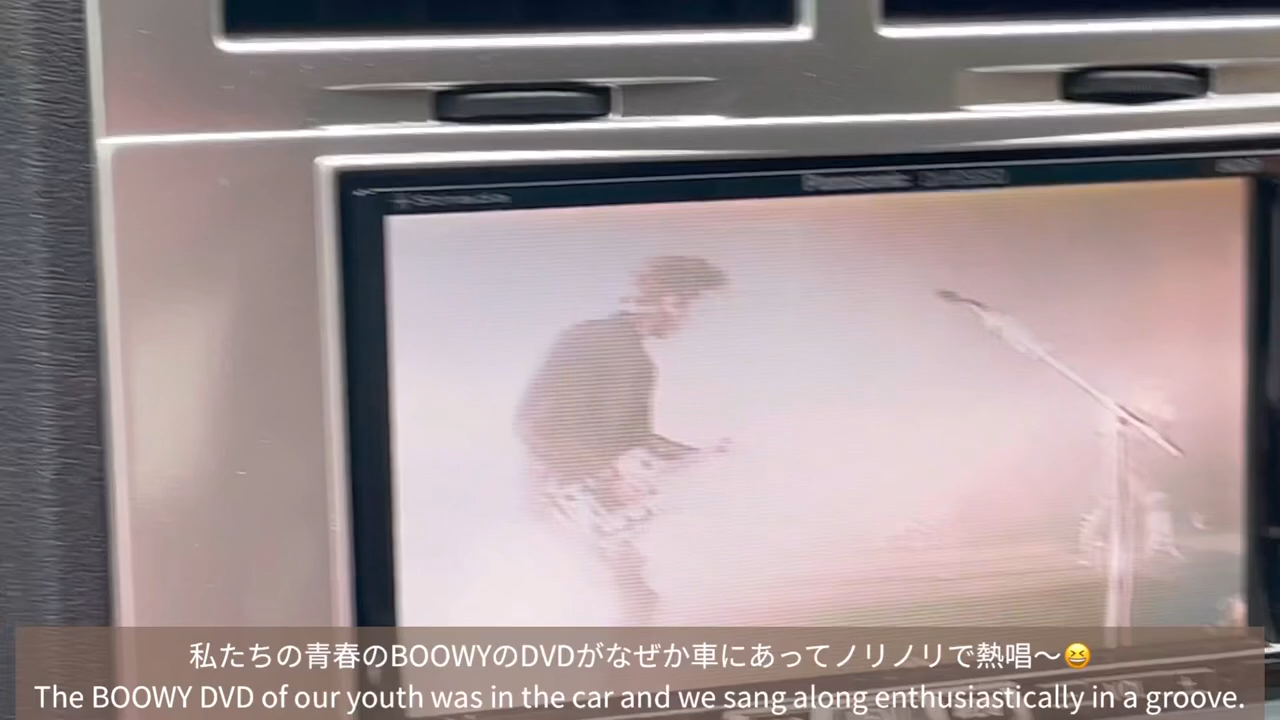 Panasonic
私たちの青春のBOOWYのDVDがなぜか車にあってノリノリで熱唱〜😆
The BOOWY DVD of our youth was in the car and we sang along enthusiastically in a groove.